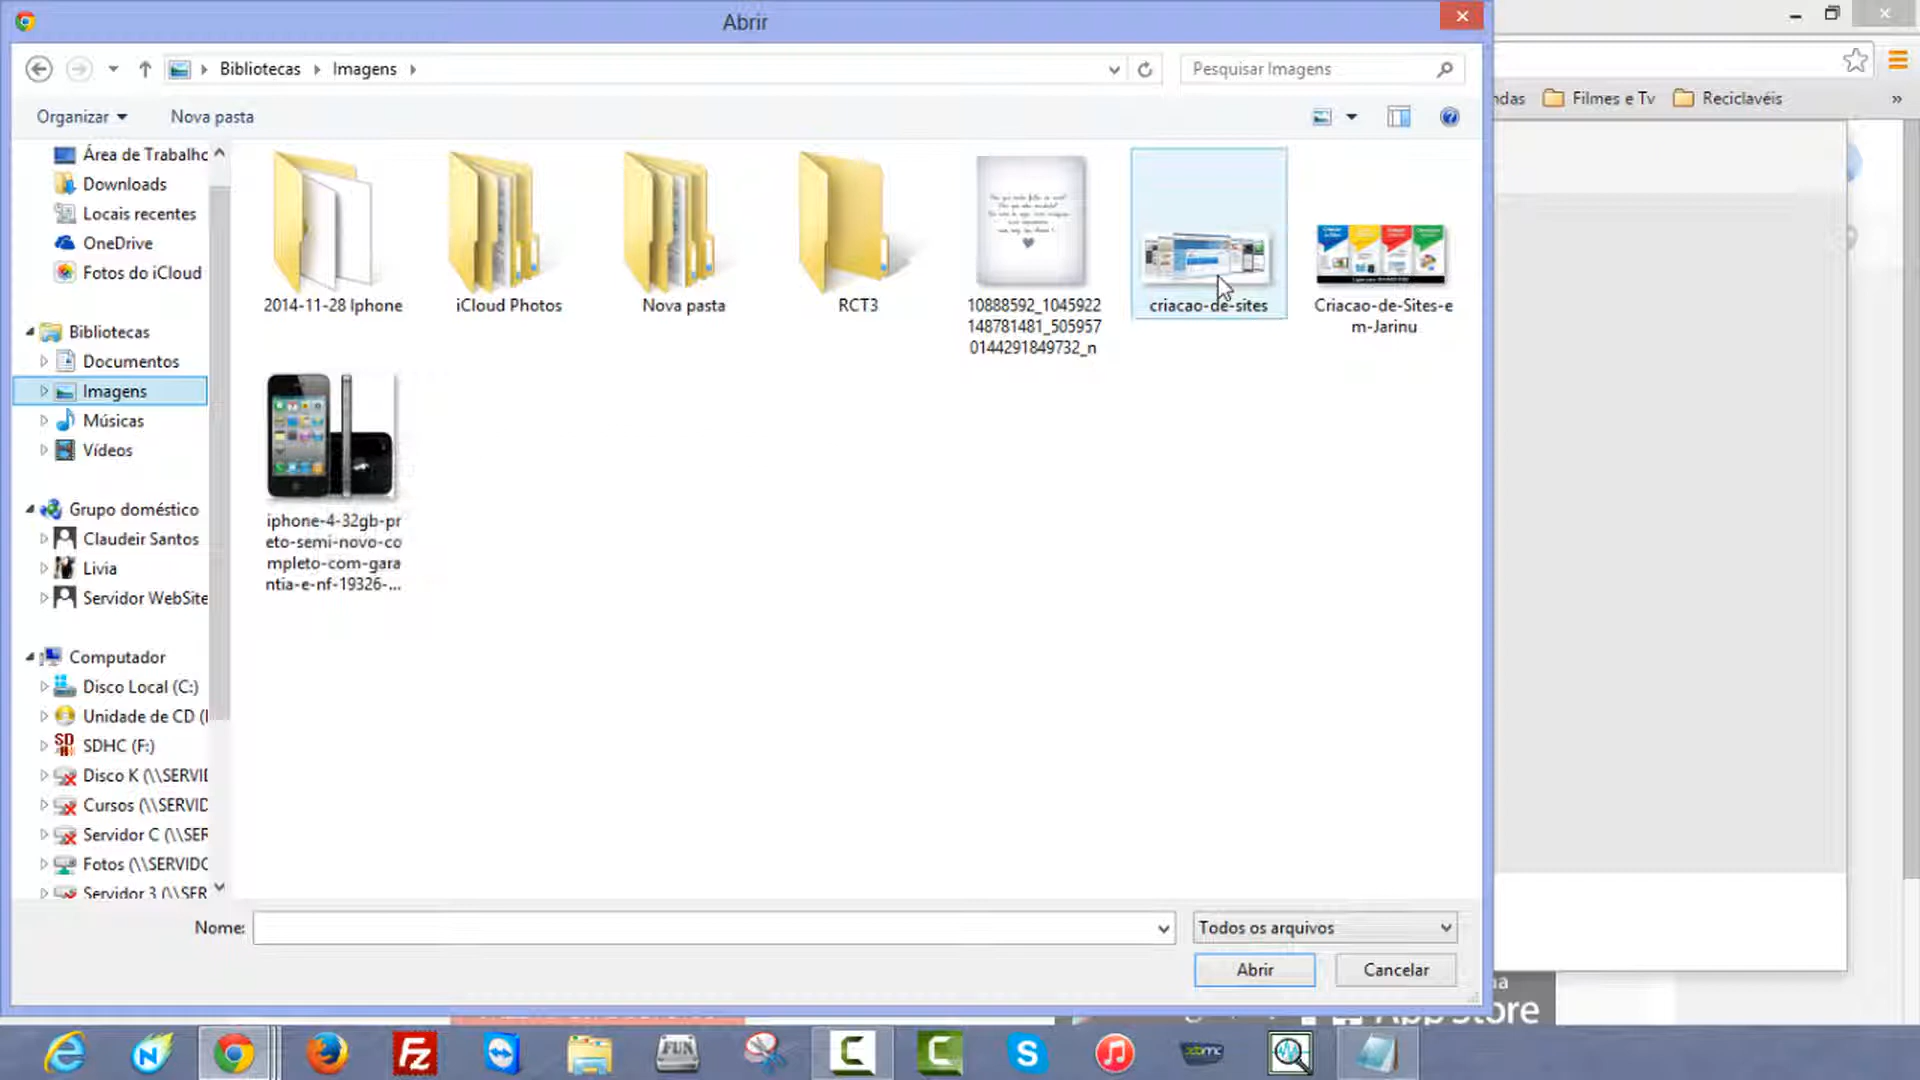 Abrir
Bibliotecas
Imagens
Pesquisar Imagens
ndas
Filmes e Tv
Reciclavéis
»
Organizar
Nova pasta
Área de Trabalhc
Downloads
Locais recentes
OneDrive
Fotos do iCloud
Bibliotecas
Documentos
Imagens
Músicas
Vídeos
Grupo doméstico
Claudeir Santos
Livia
Servidor WebSite
Computador
Disco Local (C:)
Unidade de CD (I
SDHC (F:)
Disco K (\\SERVID
Cursos (\\SERVID
Servidor C (\\SER
Fotos (\\SERVIDC
Servidor 3 (\\SER
2014-11-28 Iphone
iCloud Photos
Nova pasta
RCT3
10888592_1045922
148781481_505957
0144291849732_n
criacao-de-sites
Criacao-de-Sites-e
m-Jarinu
iphone-4-32gb-pr
eto-semi-novo-co
mpleto-com-gara
ntia-e-nf-19326-...
Nome:
Todos os arquivos
Abrir
Cancelar
App Store
FUN